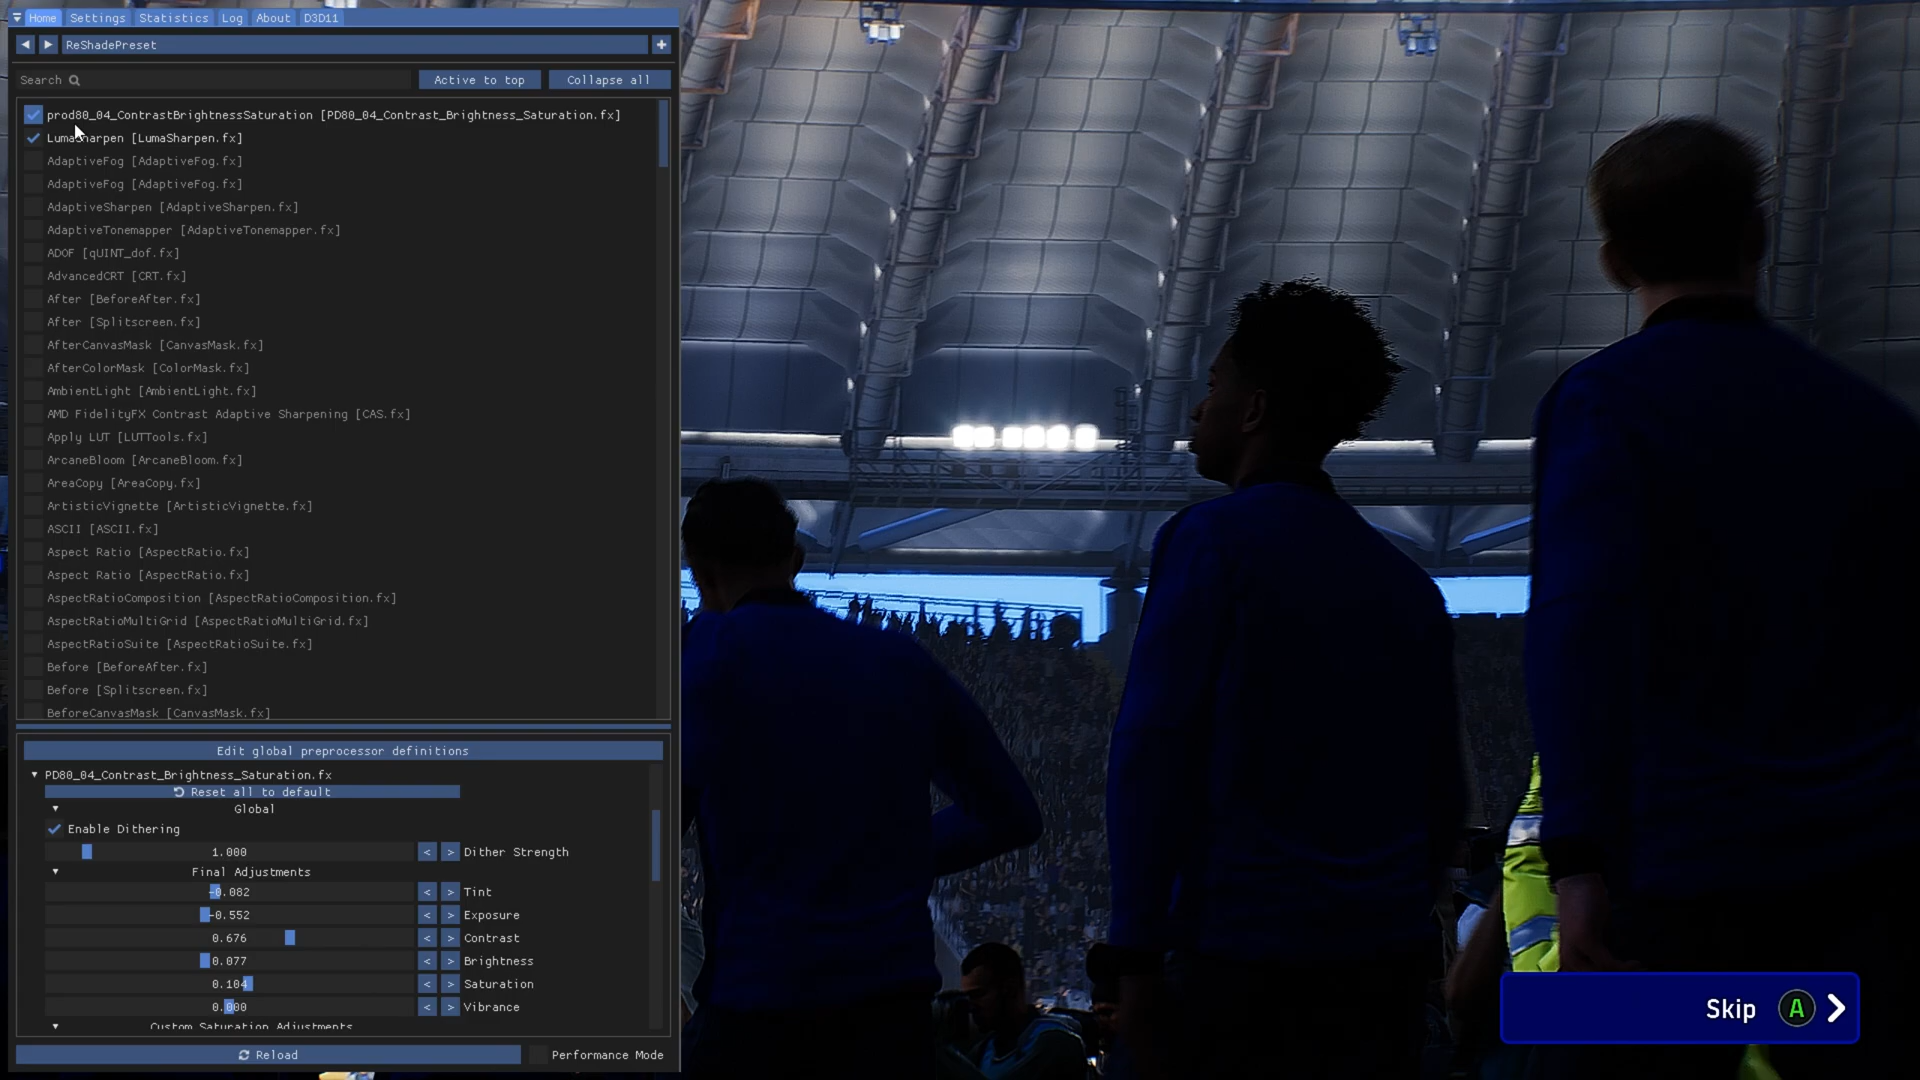 Home Settings Statistics Log About D3D11
ReShadePreset
Search Active to top Collapse all
prod80_04_ContrastBrightnessSaturation [PD80_04_Contrast_Brightness_Saturation.fx]
LumaSharpen [LumaSharpen.fx]
AdaptiveFog [AdaptiveFog.fx]
AdaptiveFog [AdaptiveFog.fx]
AdaptiveSharpen [AdaptiveSharpen.fx]
AdaptiveTonemapper [AdaptiveTonemapper.fx]
ADOF [qUINT_dof.fx]
AdvancedCRT [CRT.fx]
After [BeforeAfter.fx]
After [Splitscreen.fx]
AfterCanvasMask [CanvasMask.fx]
AfterColorMask [ColorMask.fx]
AmbientLight [AmbientLight.fx]
AMD FidelityFX Contrast Adaptive Sharpening [CAS.fx]
Apply LUT [LUTTools.fx]
ArcaneBloom [ArcaneBloom.fx]
AreaCopy [AreaCopy.fx]
ArtisticVignette [ArtisticVignette.fx]
ASCII [ASCII.fx]
Aspect Ratio [AspectRatio.fx]
Aspect Ratio [AspectRatio.fx]
AspectRatioComposition [AspectRatioComposition.fx]
AspectRatioMultiGrid [AspectRatioMultiGrid.fx]
AspectRatioSuite [AspectRatioSuite.fx]
Before [BeforeAfter.fx]
Before [Splitscreen.fx]
BeforeCanvasMask [CanvasMask.fx]
Edit global preprocessor definitions
PD80_04_Contrast_Brightness_Saturation.fx
Reset all to default
Global
Enable Dithering
1.000 < > Dither Strength
Final Adjustments
-0.082 < > Tint
-0.552 < > Exposure
0.676 < > Contrast
0.077 < > Brightness
0.104 < > Saturation
0.000 < > Vibrance
Custom Saturation Adjustments
Reload Performance Mode
Skip A